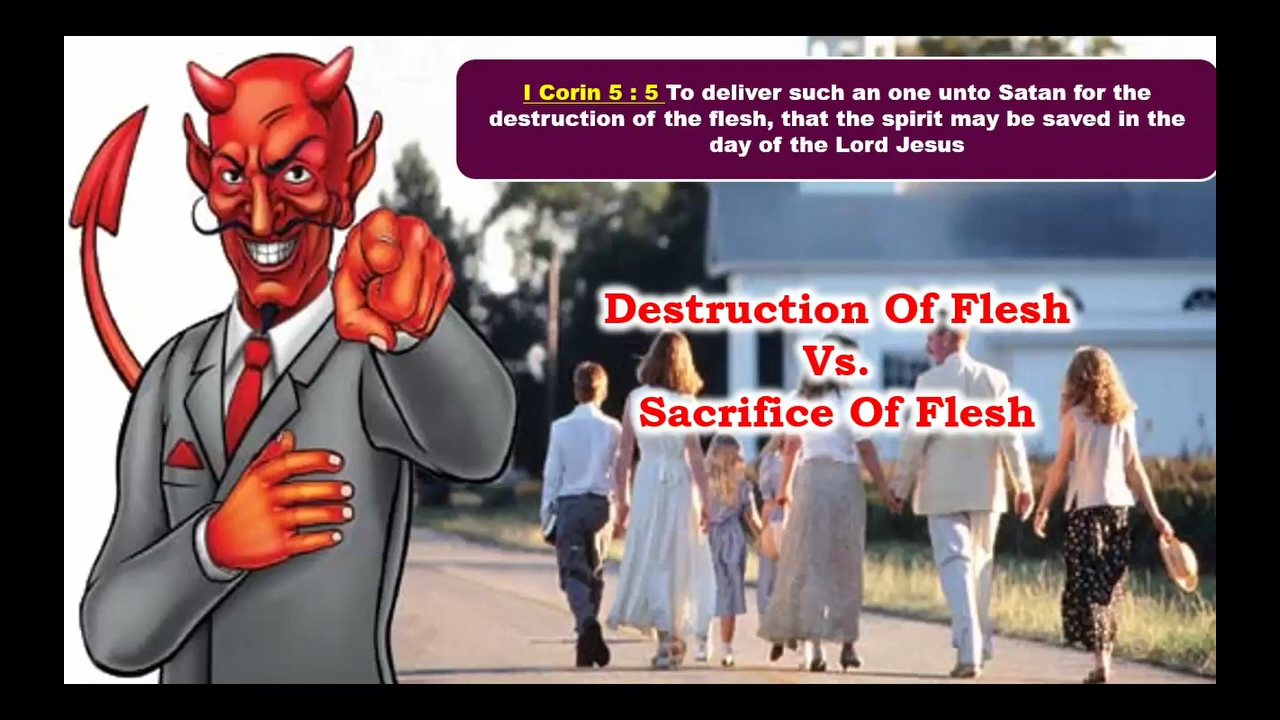 I Corin 5 : 5 To deliver such an one unto Satan for the
destruction of the flesh, that the spirit may be saved in the
day of the Lord Jesus
Destruction Of Flesh
Vs.
Sacrifice Of Flesh